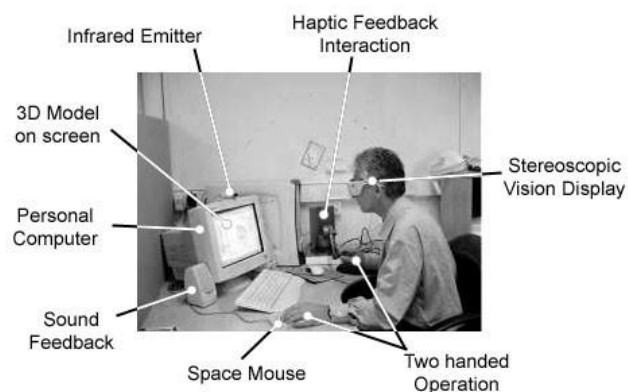 Infrared Emitter
Haptic Feedback
Interaction
3D Model
on screen
Stereoscopic
Vision Display
Personal
Computer
Sound
Feedback
Space Mouse
Two handed
Operation